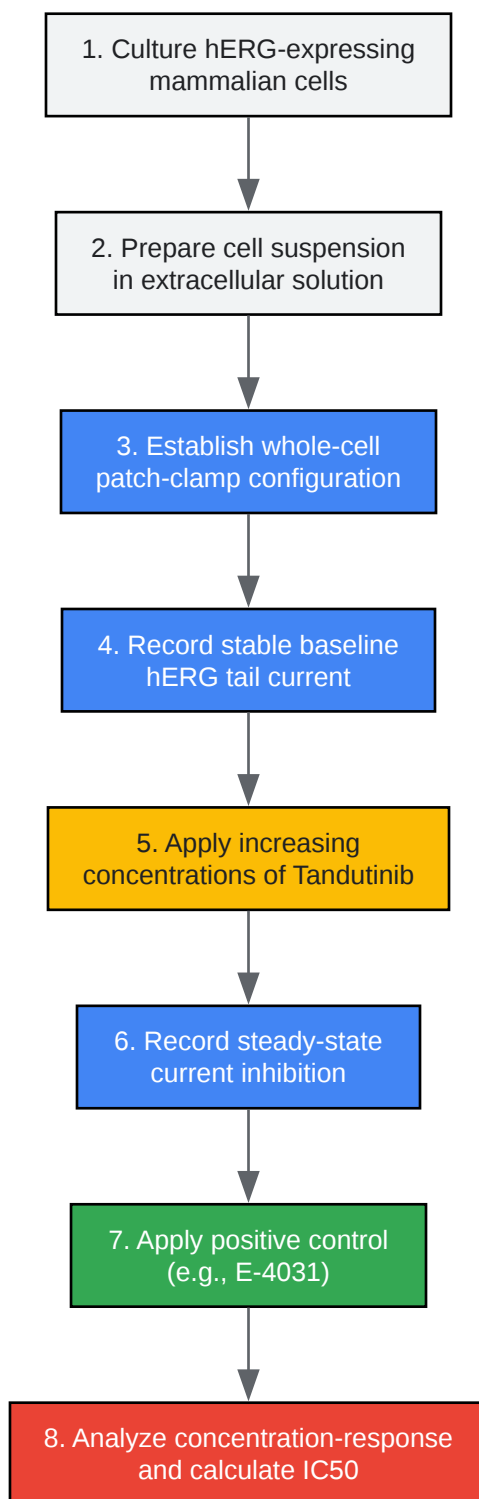 1. Culture hERG-expressing
mammalian cells
2. Prepare cell suspension
in extracellular solution
3. Establish whole-cell
patch-clamp configuration
4. Record stable baseline
hERG tail current
5. Apply increasing
concentrations of Tandutinib
6. Record steady-state
current inhibition
7. Apply positive control
(e.g., E-4031)
8. Analyze concentration-response
and calculate IC50